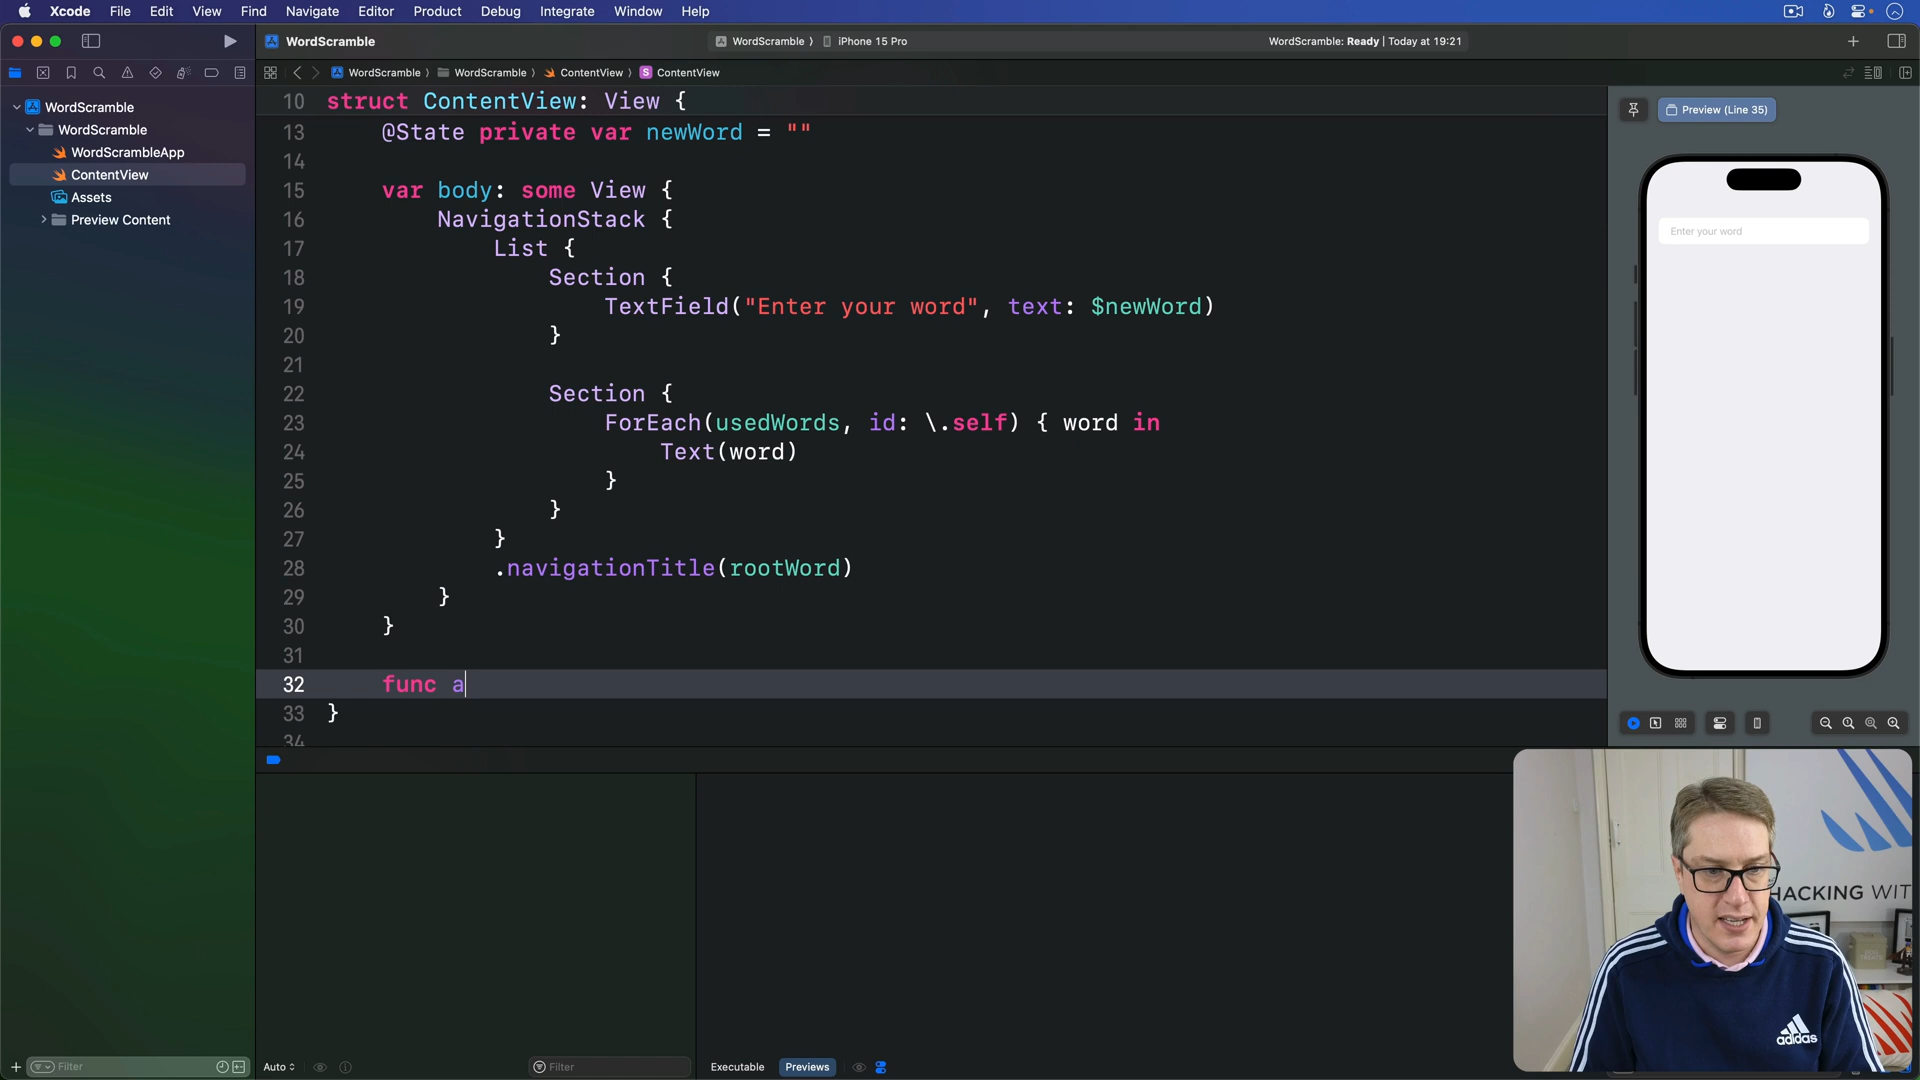 Xcode File Edit View Find Navigate Editor Product Debug Integrate Window Help
WordScramble
WordScramble ⟩ iPhone 15 Pro
WordScramble: Ready | Today at 19:21
WordScramble ⟩ WordScramble ⟩ ContentView ⟩ S ContentView
WordScramble
WordScramble
WordScrambleApp
ContentView
Assets
Preview Content
10 struct ContentView: View {
13 @State private var newWord = ""
14
15 var body: some View {
16 NavigationStack {
17 List {
18 Section {
19 TextField("Enter your word", text: $newWord)
20 }
21
22 Section {
23 ForEach(usedWords, id: \.self) { word in
24 Text(word)
25 }
26 }
27 }
28 .navigationTitle(rootWord)
29 }
30 }
31
32 func a
33 }
34
Preview (Line 35)
Enter your word
HACKING WIT
adidas
Filter
Auto
Filter
Executable Previews